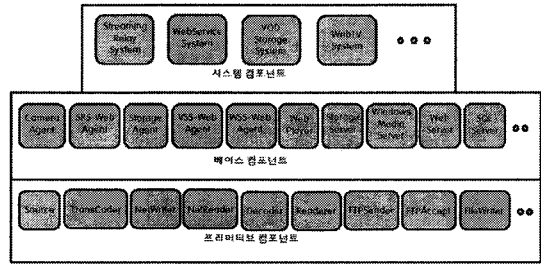 Streaming Relay System
WebService System
VOD Storage System
WebTV System
시스템 컴포넌트
Camera Agent
SRS-Web Agent
Storage Agent
VSS-Web Agent
WSS-Web Agent
Web Player
Storage Server
Windows Media Server
Web Server
SQL Server
베이스 컴포넌트
Sourcer
TransCoder
NetWriter
NetReader
Decoder
Renderer
FTPSender
FTPAccept
FileWriter
프리머티브 컴포넌트